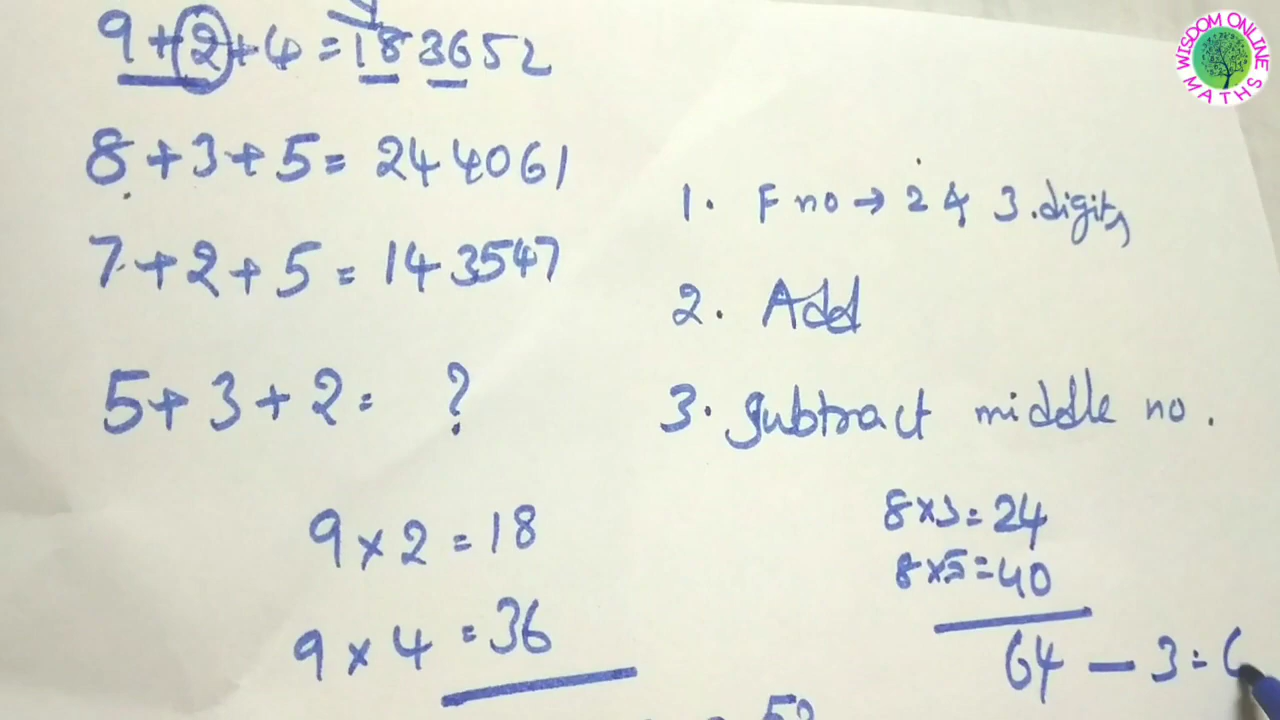 9+2+4=183652
8+3+5= 244061
7+2+5=143547
5+3+2= ?
9×2=18
9×4=36
WISDOM ONLINE MATHS
1. F no → 2 & 3.digits
2. Add
3. subtract middle no.
8×3=24
8×5=40
64 — 3=